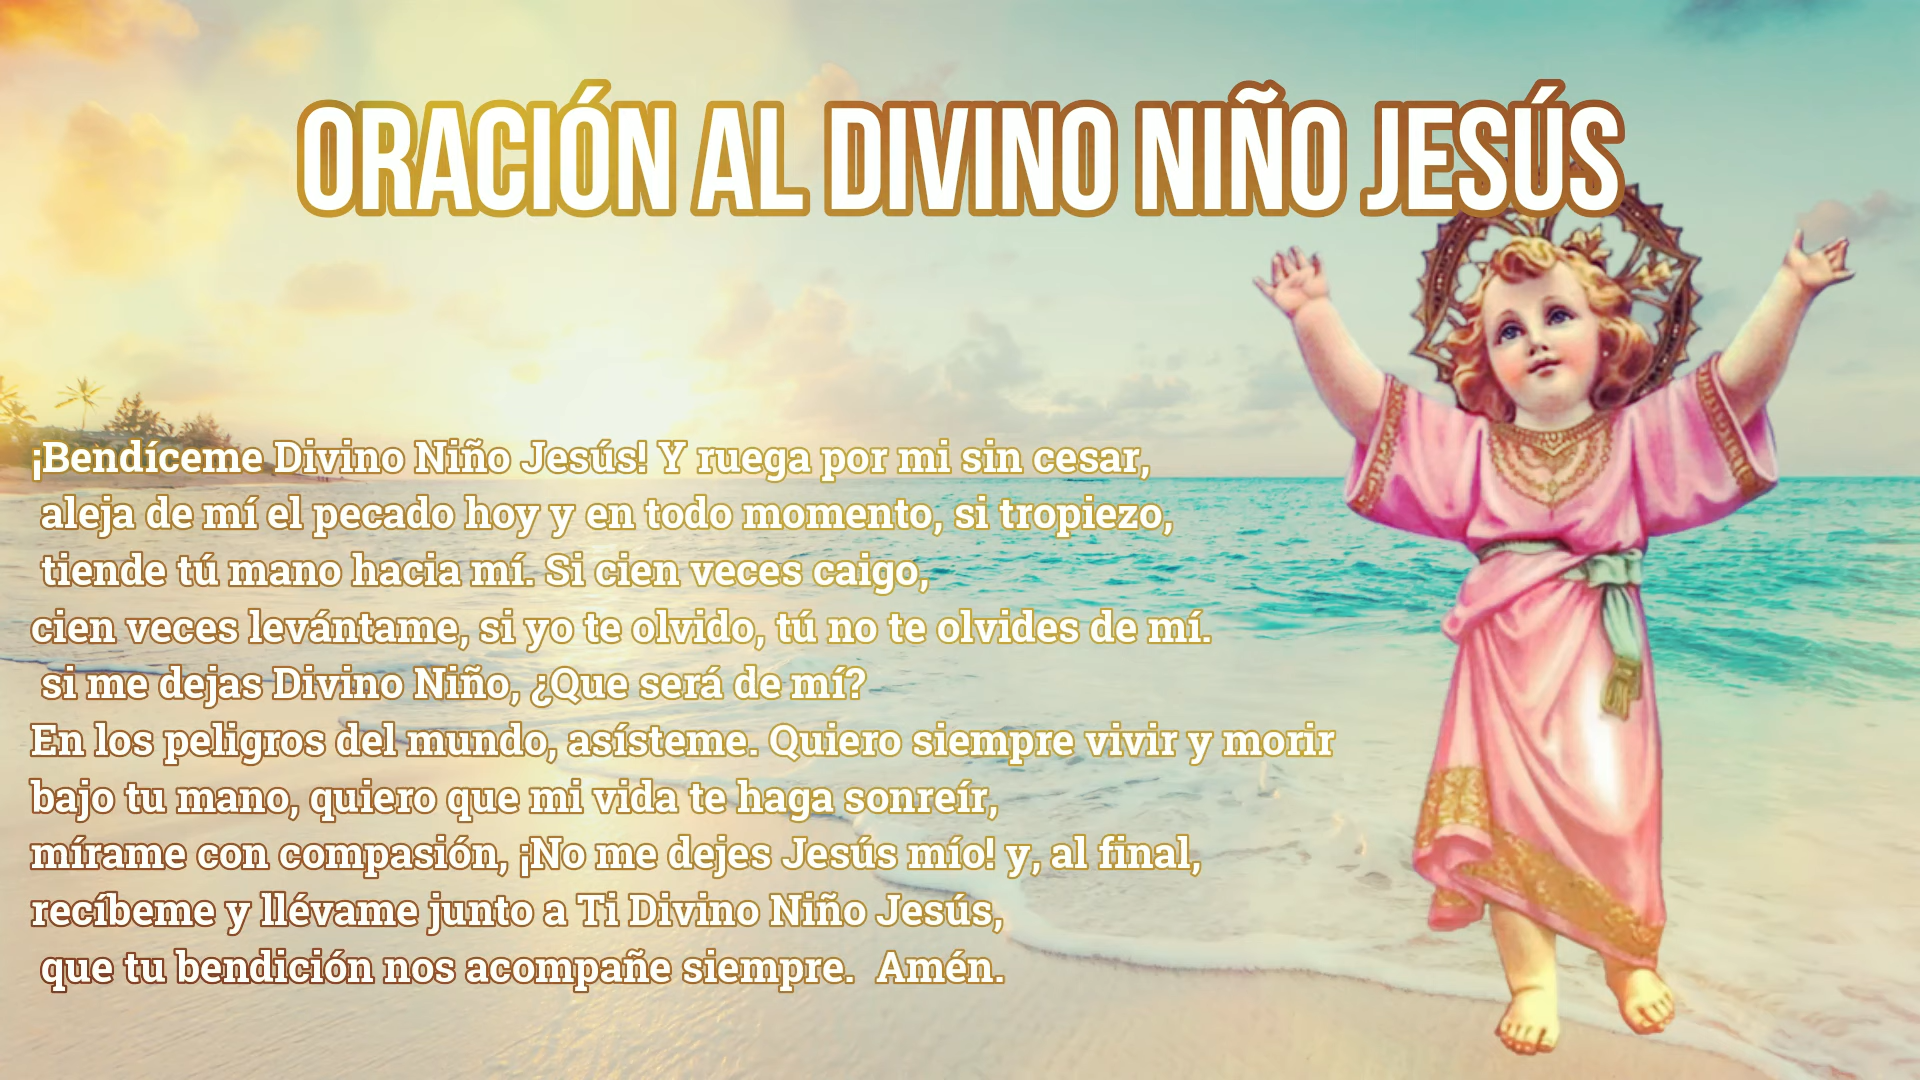 ORACIÓN AL DIVINO NIÑO JESÚS
¡Bendíceme Divino Niño Jesús! Y ruega por mi sin cesar,
aleja de mí el pecado hoy y en todo momento, si tropiezo,
tiende tú mano hacia mí. Si cien veces caigo,
cien veces levántame, si yo te olvido, tú no te olvides de mí.
si me dejas Divino Niño, ¿Que será de mí?
En los peligros del mundo, asísteme. Quiero siempre vivir y morir
bajo tu mano, quiero que mi vida te haga sonreír,
mírame con compasión, ¡No me dejes Jesús mío! y, al final,
recíbeme y llévame junto a Ti Divino Niño Jesús,
que tu bendición nos acompañe siempre.  Amén.